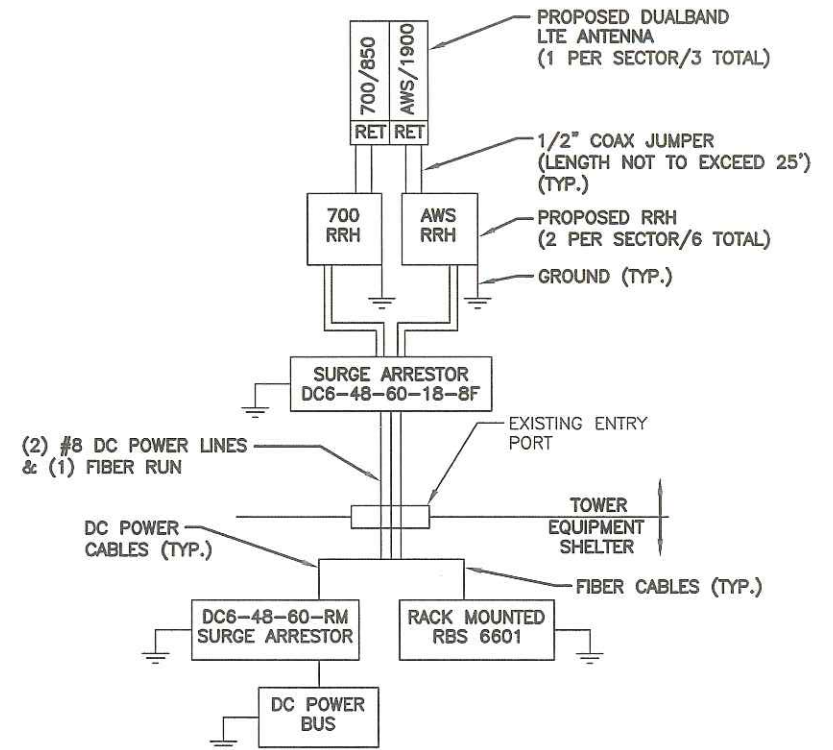 PROPOSED DUALBAND
LTE ANTENNA
(1 PER SECTOR/3 TOTAL)
700/850
AWS/1900
RET
RET
1/2" COAX JUMPER
(LENGTH NOT TO EXCEED 25')
(TYP.)
700
RRH
AWS
RRH
PROPOSED RRH
(2 PER SECTOR/6 TOTAL)
GROUND (TYP.)
SURGE ARRESTOR
DC6-48-60-18-8F
EXISTING ENTRY
PORT
(2) #8 DC POWER LINES
& (1) FIBER RUN
TOWER
EQUIPMENT
SHELTER
DC POWER
CABLES (TYP.)
FIBER CABLES (TYP.)
DC6-48-60-RM
SURGE ARRESTOR
RACK MOUNTED
RBS 6601
DC POWER
BUS